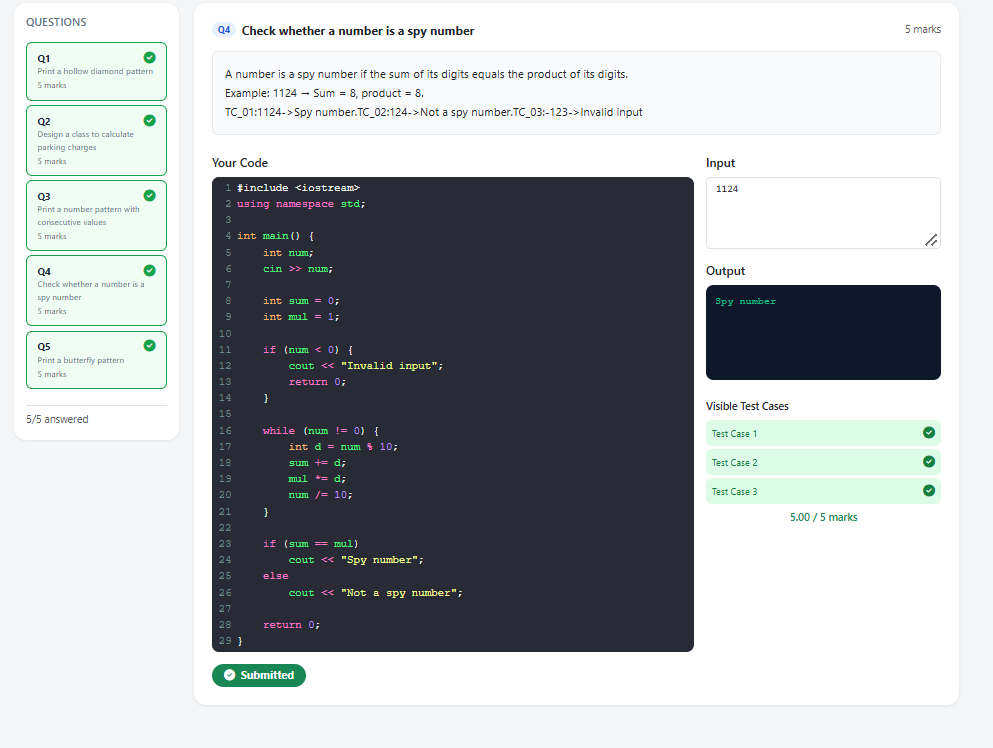 QUESTIONS
Q1
Print a hollow diamond pattern
5 marks
Q2
Design a class to calculate
parking charges
5 marks
Q3
Print a number pattern with
consecutive values
5 marks
Q4
Check whether a number is a
spy number
5 marks
Q5
Print a butterfly pattern
5 marks
5/5 answered
Q4 Check whether a number is a spy number
5 marks
A number is a spy number if the sum of its digits equals the product of its digits.
Example: 1124 → Sum = 8, product = 8.
TC_01:1124->Spy number.TC_02:124->Not a spy number.TC_03:-123->Invalid input
Your Code
1 #include <iostream>
2 using namespace std;
3
4 int main() {
5     int num;
6     cin >> num;
7
8     int sum = 0;
9     int mul = 1;
10
11     if (num < 0) {
12         cout << "Invalid input";
13         return 0;
14     }
15
16     while (num != 0) {
17         int d = num % 10;
18         sum += d;
19         mul *= d;
20         num /= 10;
21     }
22
23     if (sum == mul)
24         cout << "Spy number";
25     else
26         cout << "Not a spy number";
27
28     return 0;
29 }
Submitted
Input
1124
Output
Spy number
Visible Test Cases
Test Case 1
Test Case 2
Test Case 3
5.00 / 5 marks